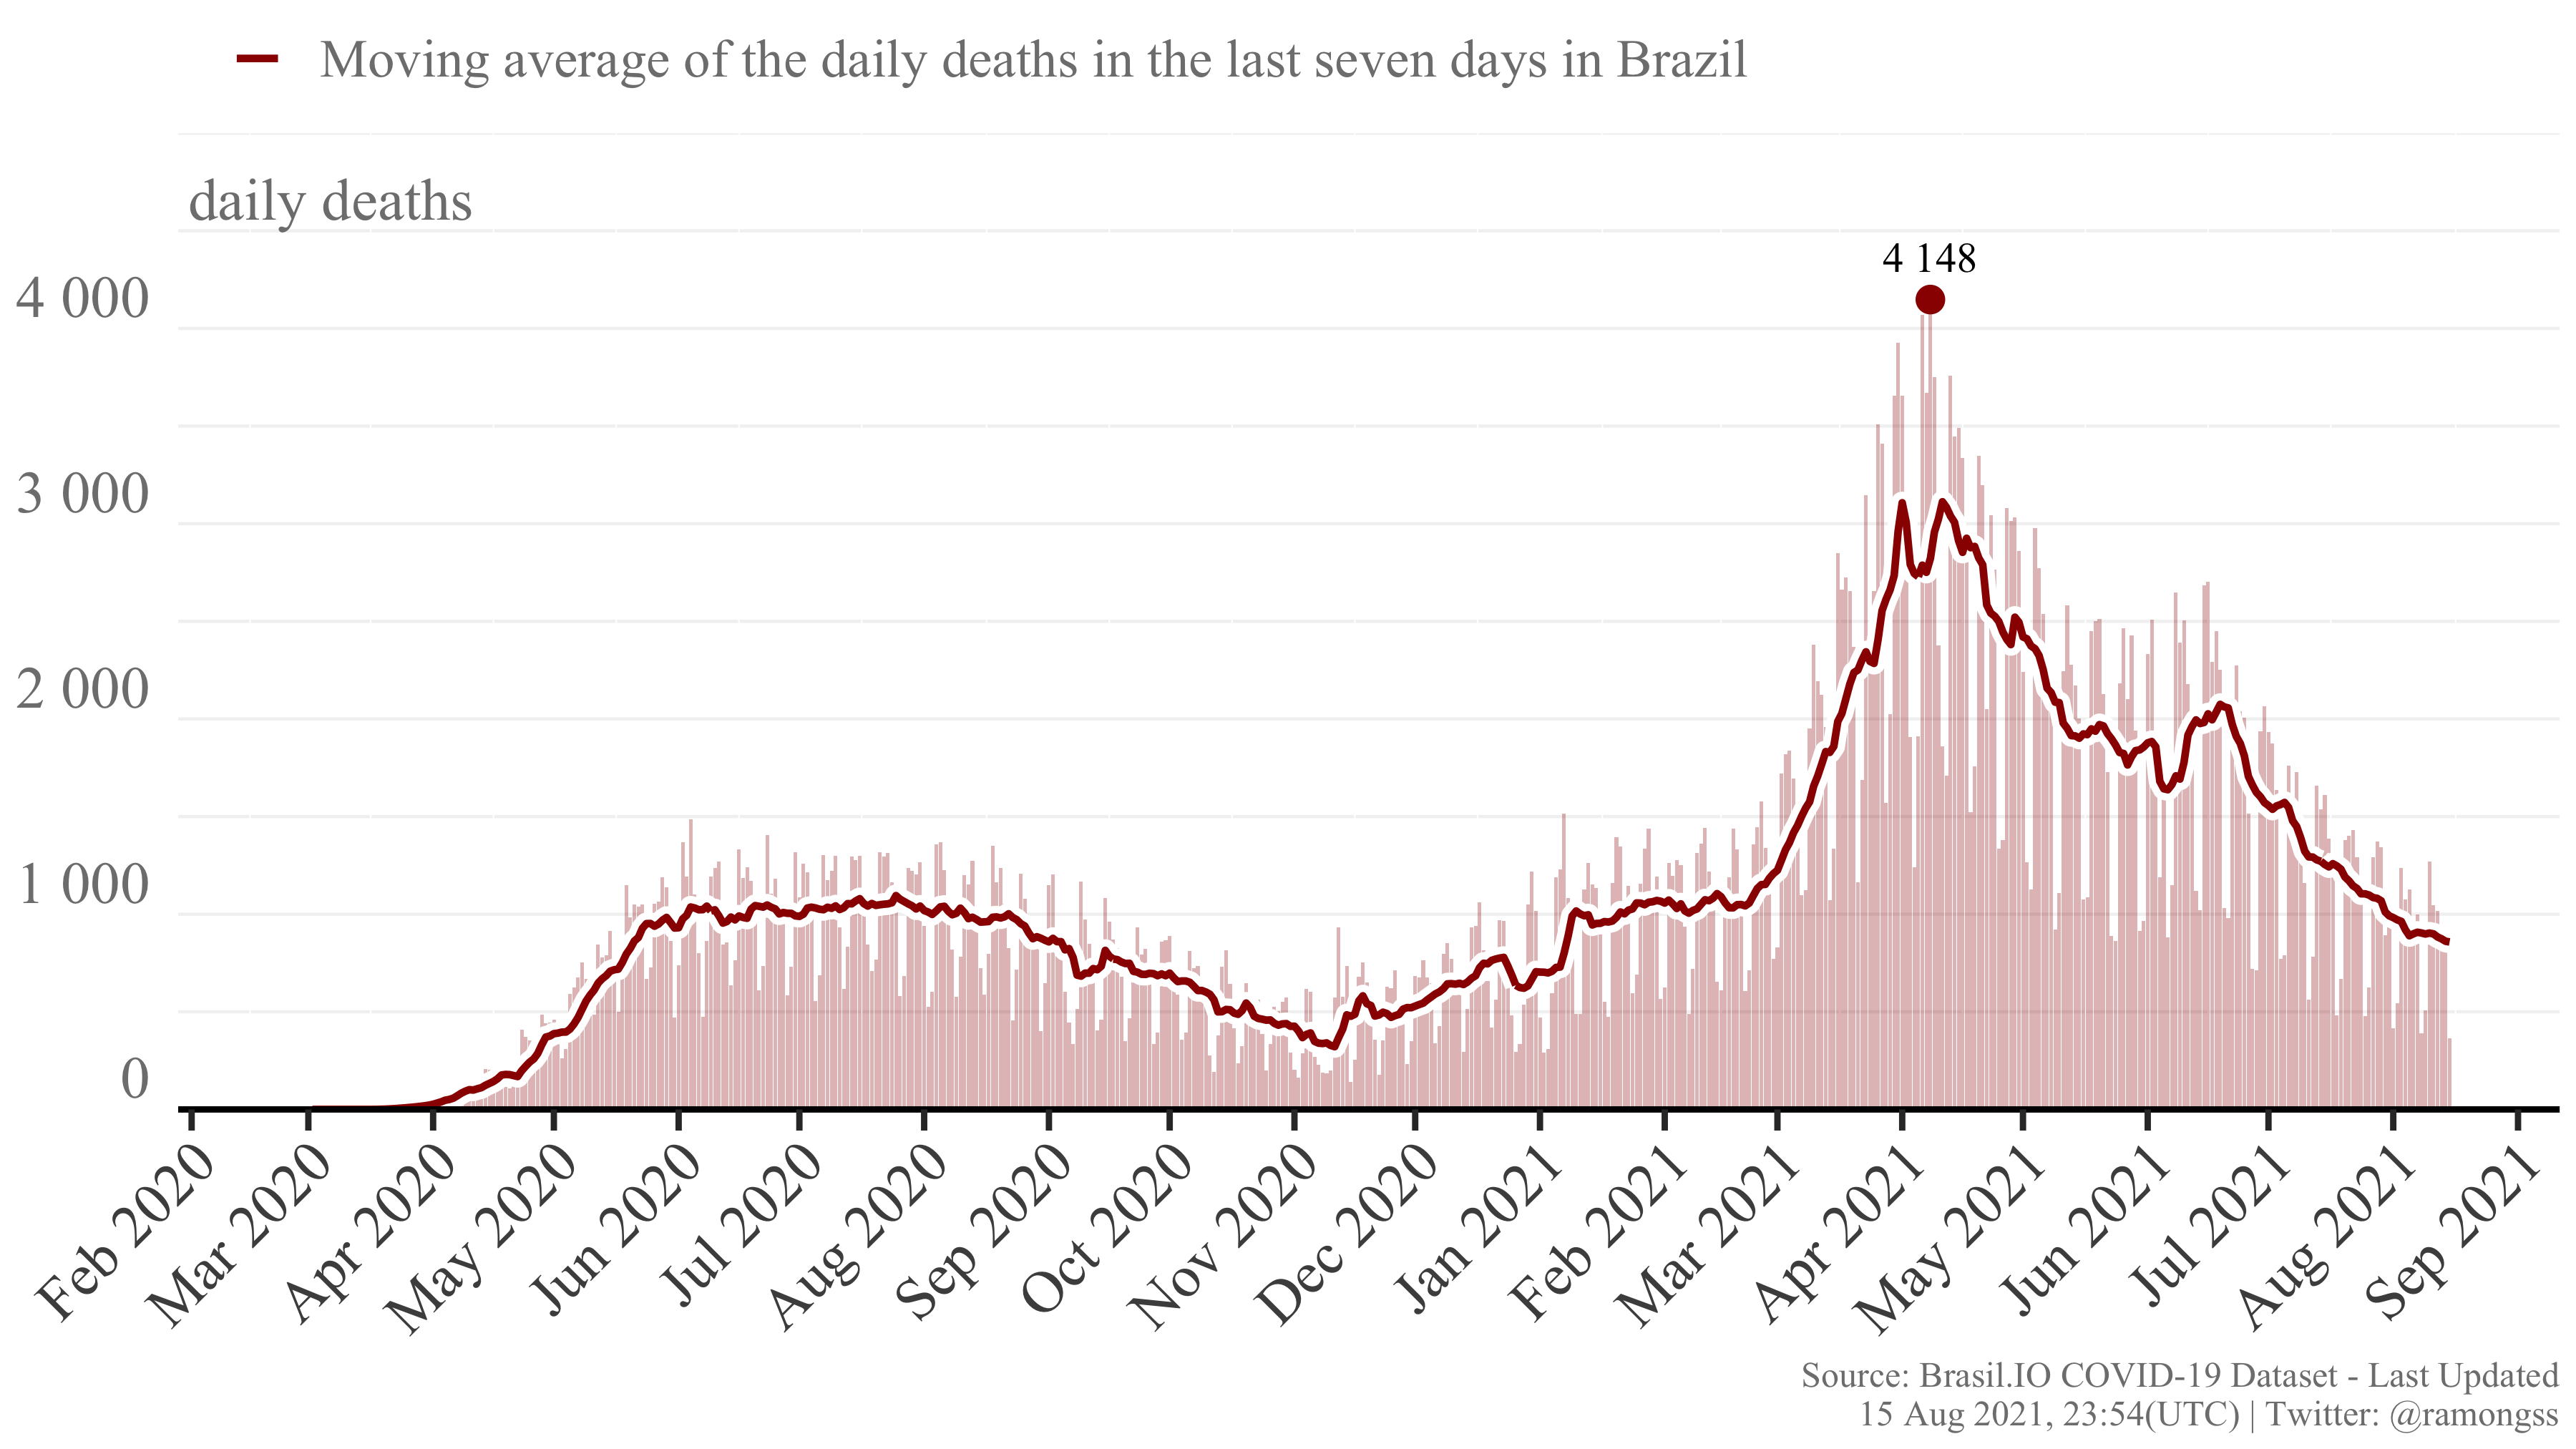 Moving average of the daily deaths in the last seven days in Brazil
daily deaths
4 148
4 000
3 000
2 000
1 000
0
Feb 2020
Mar 2020
Apr 2020
May 2020
Jun 2020
Jul 2020
Aug 2020
Sep 2020
Oct 2020
Nov 2020
Dec 2020
Jan 2021
Feb 2021
Mar 2021
Apr 2021
May 2021
Jun 2021
Jul 2021
Aug 2021
Sep 2021
Source: Brasil.IO COVID-19 Dataset - Last Updated
15 Aug 2021, 23:54(UTC) | Twitter: @ramongss